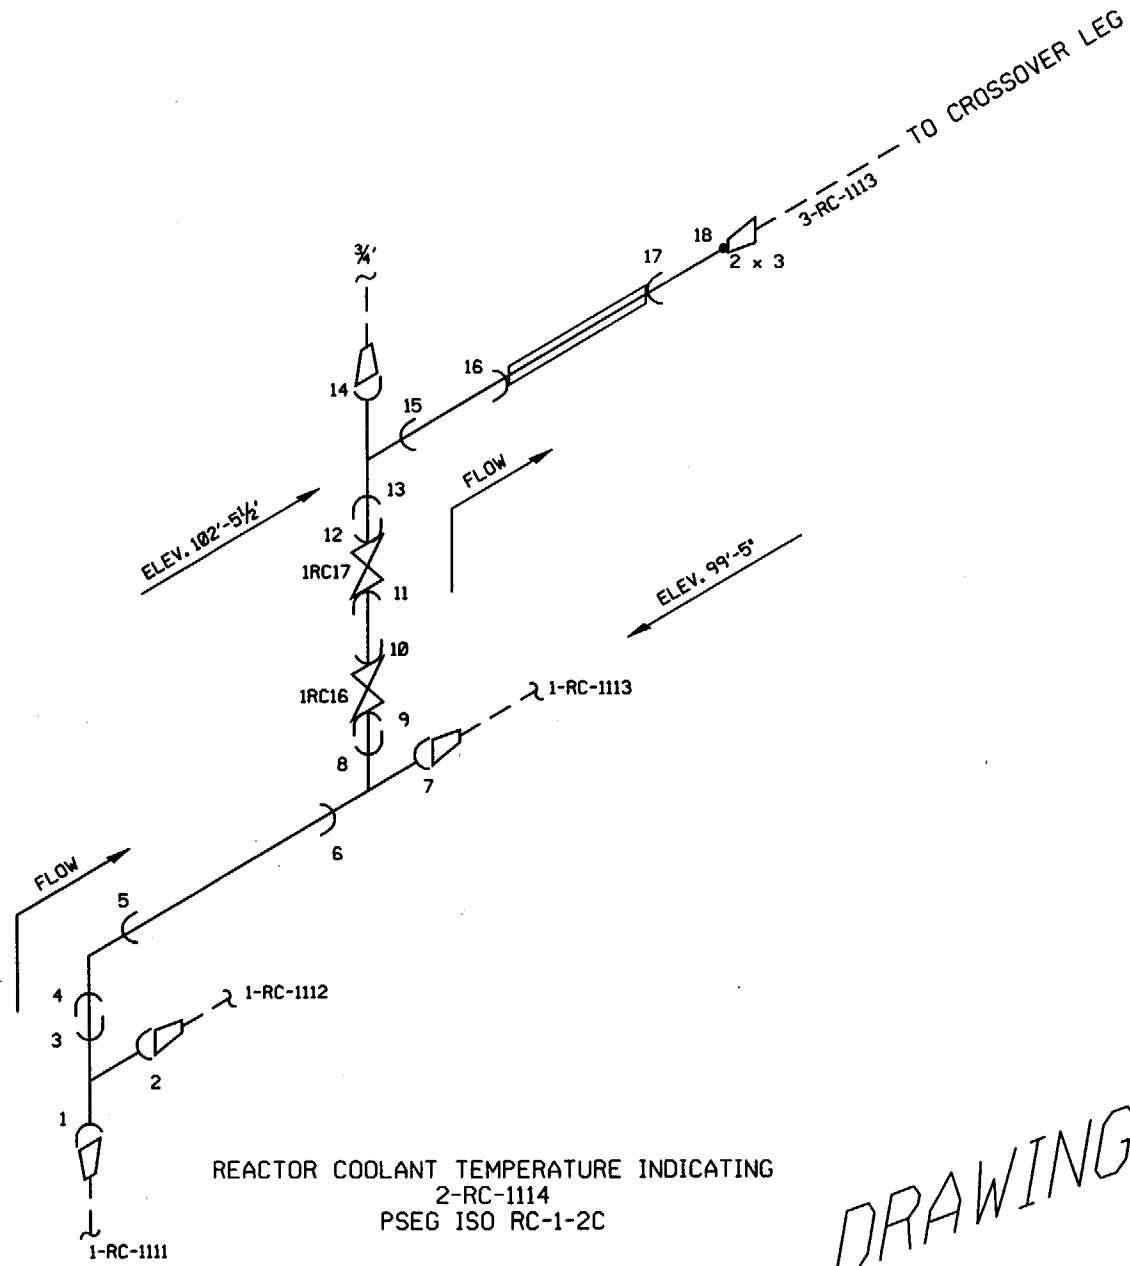 TO CROSSOVER LEG
3-RC-1113
18
2 x 3
17
¾'
16
14
15
13
FLOW
ELEV. 102'-5½'
12
1RC17
11
ELEV. 99'-5"
10
1RC16
1-RC-1113
9
8
7
6
FLOW
5
4
1-RC-1112
3
2
1
REACTOR COOLANT TEMPERATURE INDICATING
2-RC-1114
PSEG ISO RC-1-2C
1-RC-1111
DRAWING